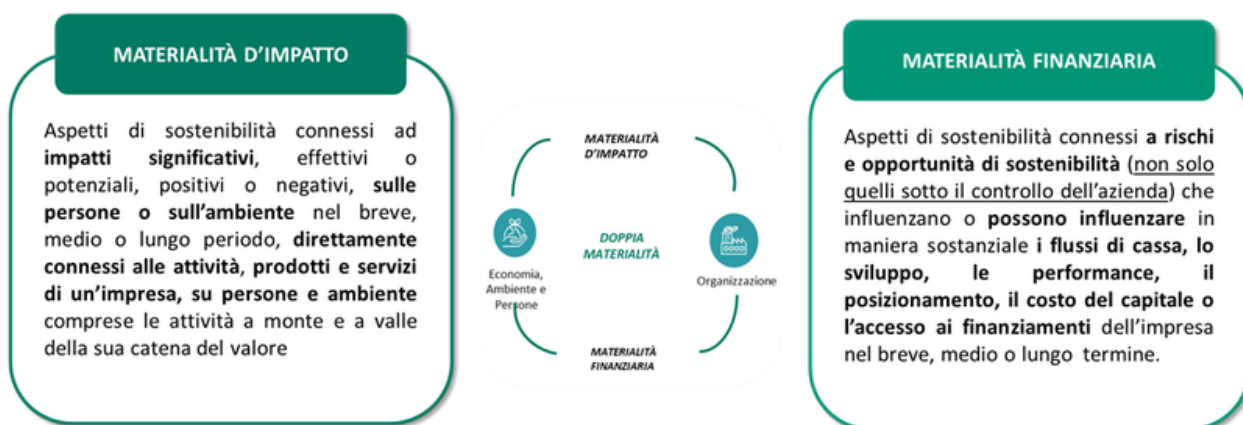 MATERIALITÀ D'IMPATTO
Aspetti di sostenibilità connessi ad
impatti significativi, effettivi o
potenziali, positivi o negativi, sulle
persone o sull'ambiente nel breve,
medio o lungo periodo, direttamente
connessi alle attività, prodotti e servizi
di un'impresa, su persone e ambiente
comprese le attività a monte e a valle
della sua catena del valore
MATERIALITÀ
D'IMPATTO
DOPPIA
MATERIALITÀ
Economia,
Ambiente e
Persone
Organizzazione
MATERIALITÀ
FINANZIARIA
MATERIALITÀ FINANZIARIA
Aspetti di sostenibilità connessi a rischi
e opportunità di sostenibilità (non solo
quelli sotto il controllo dell'azienda) che
influenzano o possono influenzare in
maniera sostanziale i flussi di cassa, lo
sviluppo, le performance, il
posizionamento, il costo del capitale o
l'accesso ai finanziamenti dell'impresa
nel breve, medio o lungo termine.